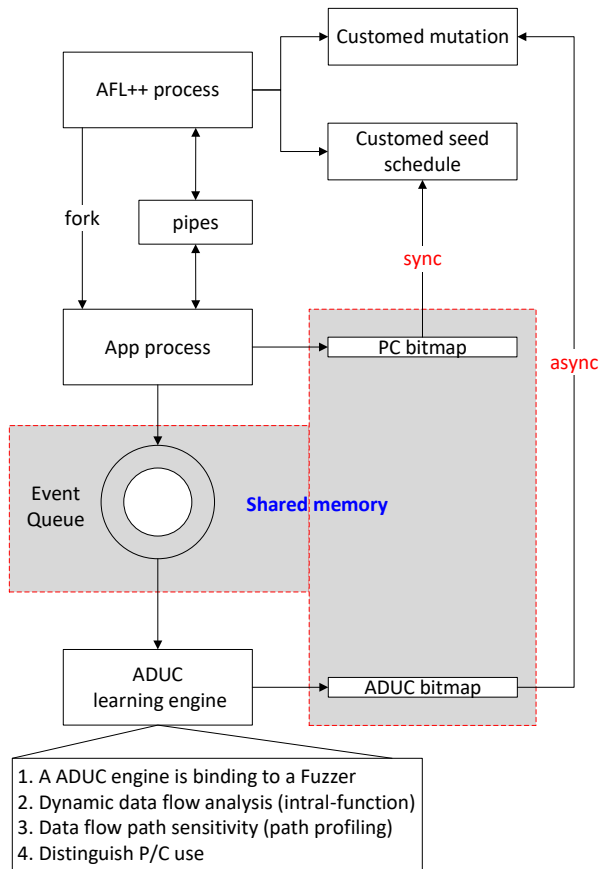 Customed mutation
AFL++ process
Customed seed
schedule
fork
pipes
sync
App process
PC bitmap
async
Event
Queue
Shared memory
ADUC
learning engine
ADUC bitmap
1. A ADUC engine is binding to a Fuzzer
2. Dynamic data flow analysis (intral-function)
3. Data flow path sensitivity (path profiling)
4. Distinguish P/C use